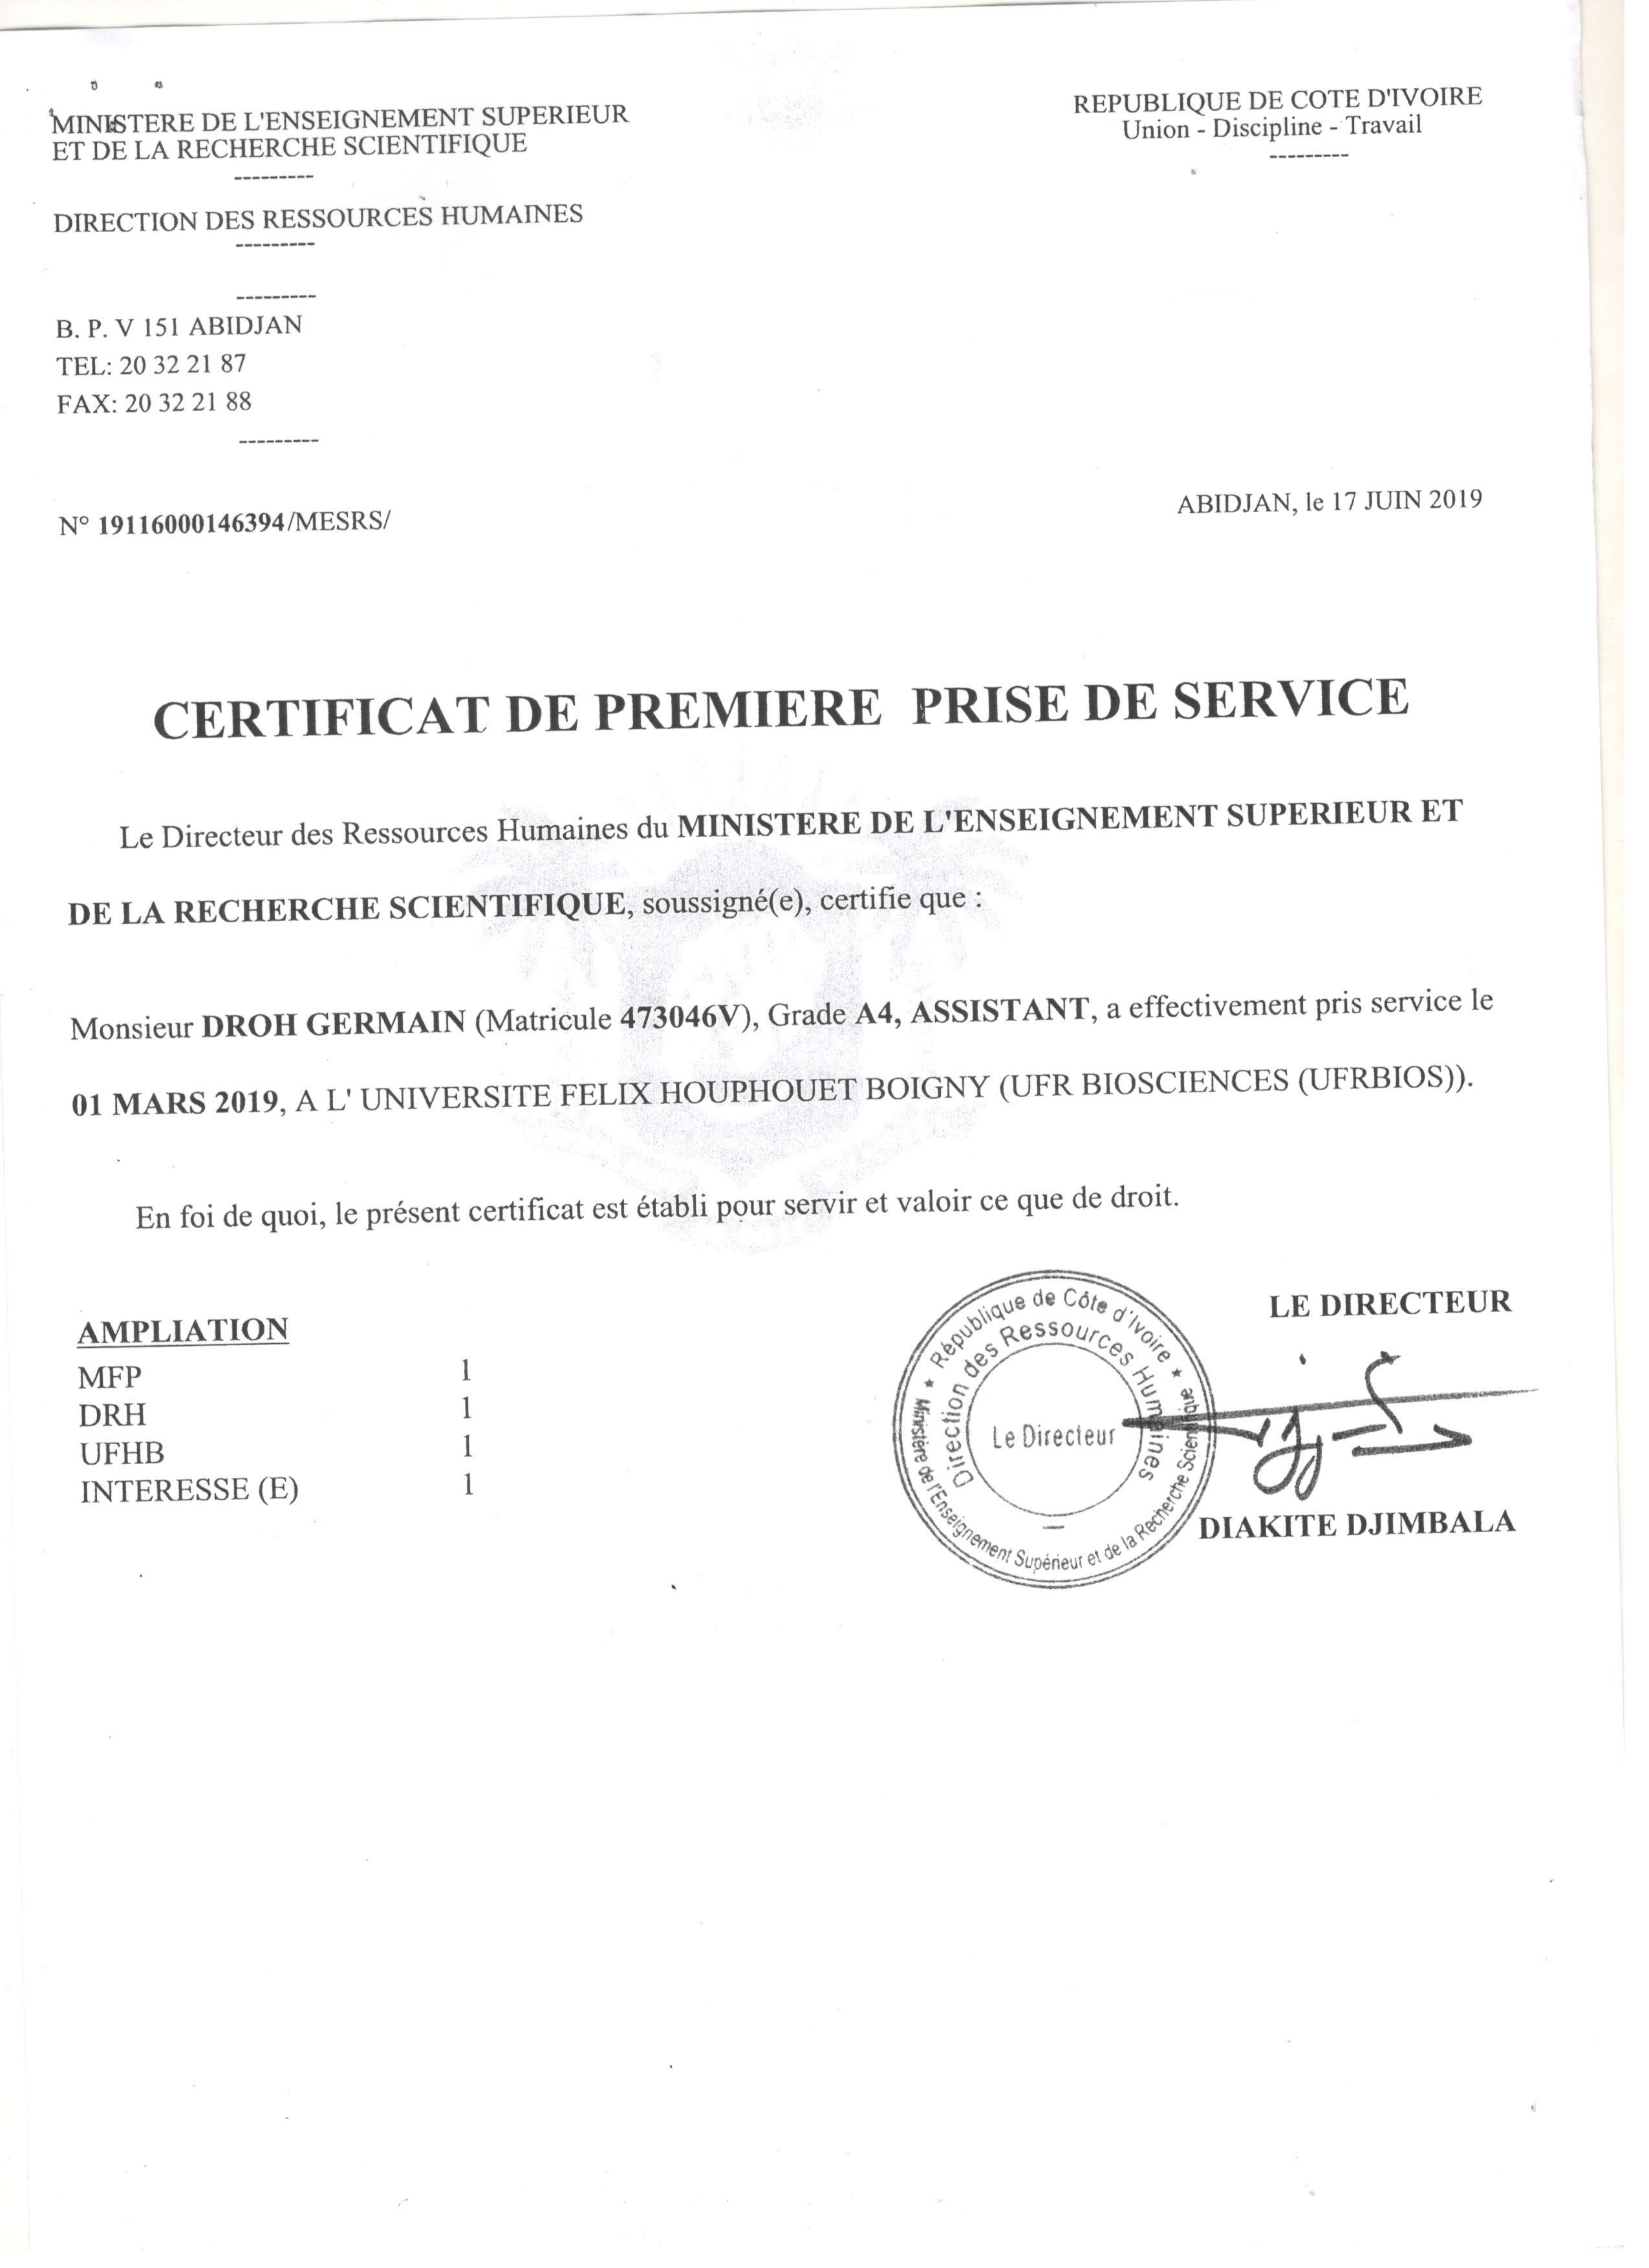 MINISTERE DE L'ENSEIGNEMENT SUPERIEUR
ET DE LA RECHERCHE SCIENTIFIQUE
---------
DIRECTION DES RESSOURCES HUMAINES
---------
---------
B. P. V 151 ABIDJAN
TEL: 20 32 21 87
FAX: 20 32 21 88
---------
REPUBLIQUE DE COTE D'IVOIRE
Union - Discipline - Travail
---------
N° 19116000146394/MESRS/
ABIDJAN, le 17 JUIN 2019
CERTIFICAT DE PREMIERE PRISE DE SERVICE
Le Directeur des Ressources Humaines du MINISTERE DE L'ENSEIGNEMENT SUPERIEUR ET
DE LA RECHERCHE SCIENTIFIQUE, soussigné(e), certifie que :
Monsieur DROH GERMAIN (Matricule 473046V), Grade A4, ASSISTANT, a effectivement pris service le
01 MARS 2019, A L' UNIVERSITE FELIX HOUPHOUET BOIGNY (UFR BIOSCIENCES (UFRBIOS)).
En foi de quoi, le présent certificat est établi pour servir et valoir ce que de droit.
AMPLIATION
MFP 1
DRH 1
UFHB 1
INTERESSE (E) 1
République de Côte d'Ivoire
Direction des Ressources Humaines
Le Directeur
Ministère de l'Enseignement Supérieur et de la Recherche Scientifique
LE DIRECTEUR
DIAKITE DJIMBALA